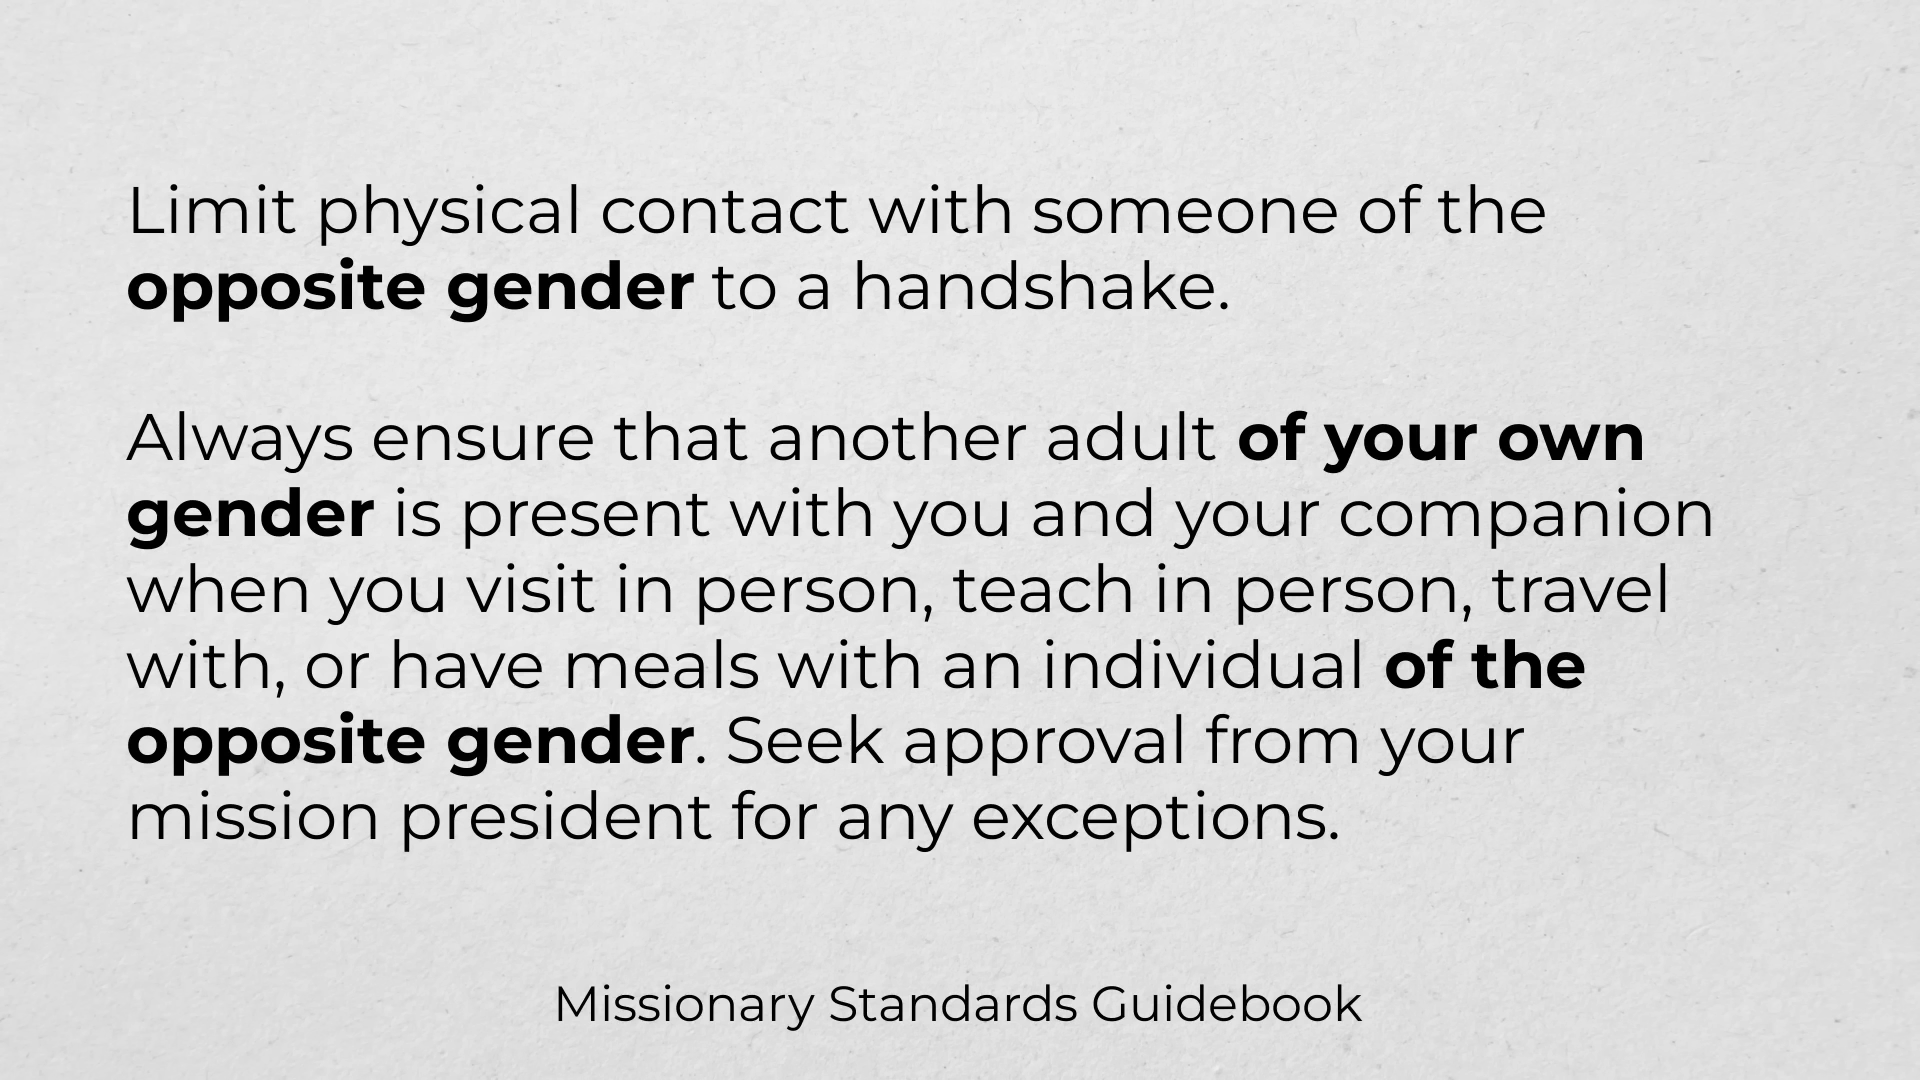 Limit physical contact with someone of the
opposite gender to a handshake.
Always ensure that another adult of your own
gender is present with you and your companion
when you visit in person, teach in person, travel
with, or have meals with an individual of the
opposite gender. Seek approval from your
mission president for any exceptions.
Missionary Standards Guidebook